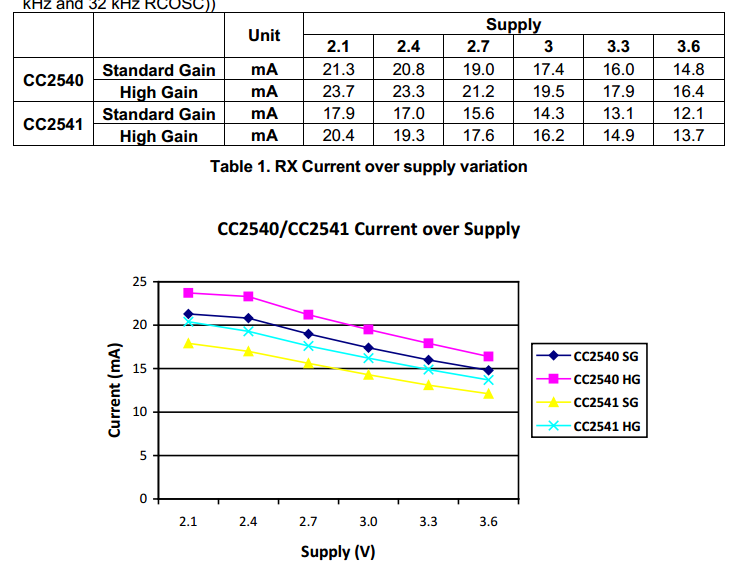 kHz and 32 kHz RCOSC))
Unit Supply
2.1 2.4 2.7 3 3.3 3.6
CC2540 Standard Gain mA 21.3 20.8 19.0 17.4 16.0 14.8
High Gain mA 23.7 23.3 21.2 19.5 17.9 16.4
CC2541 Standard Gain mA 17.9 17.0 15.6 14.3 13.1 12.1
High Gain mA 20.4 19.3 17.6 16.2 14.9 13.7
Table 1. RX Current over supply variation
CC2540/CC2541 Current over Supply
Current (mA)
25
20
15
10
5
0
2.1 2.4 2.7 3.0 3.3 3.6
Supply (V)
CC2540 SG
CC2540 HG
CC2541 SG
CC2541 HG